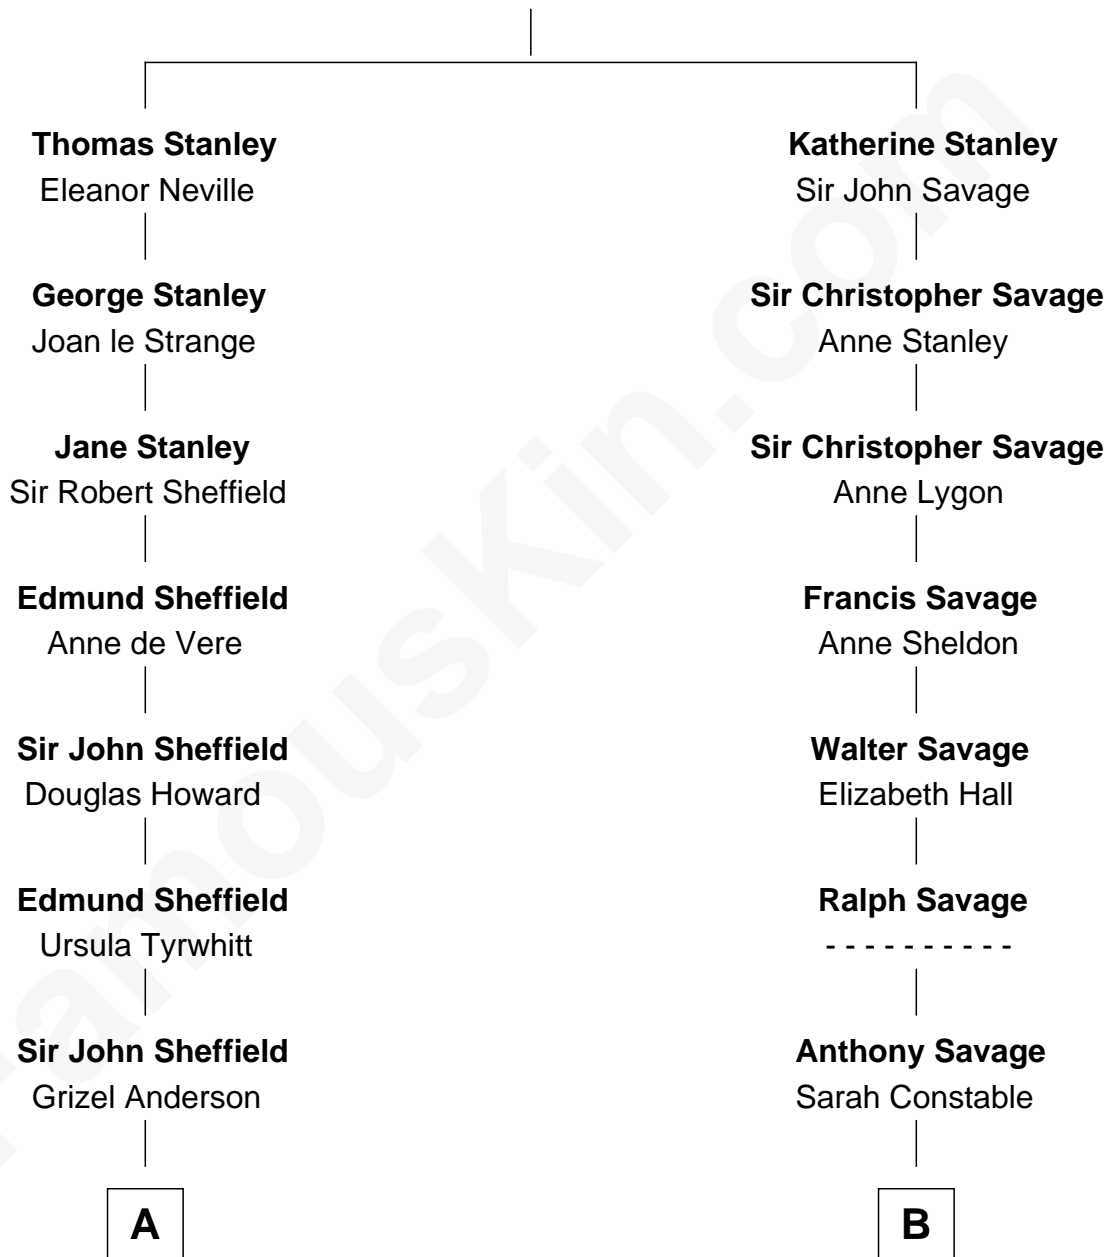 Thomas Stanley
Eleanor Neville
George Stanley
Joan le Strange
Jane Stanley
Sir Robert Sheffield
Edmund Sheffield
Anne de Vere
Sir John Sheffield
Douglas Howard
Edmund Sheffield
Ursula Tyrwhitt
Sir John Sheffield
Grizel Anderson
A
Katherine Stanley
Sir John Savage
Sir Christopher Savage
Anne Stanley
Sir Christopher Savage
Anne Lygon
Francis Savage
Anne Sheldon
Walter Savage
Elizabeth Hall
Ralph Savage
- - - - - - - - - -
Anthony Savage
Sarah Constable
B
FamousKin.com